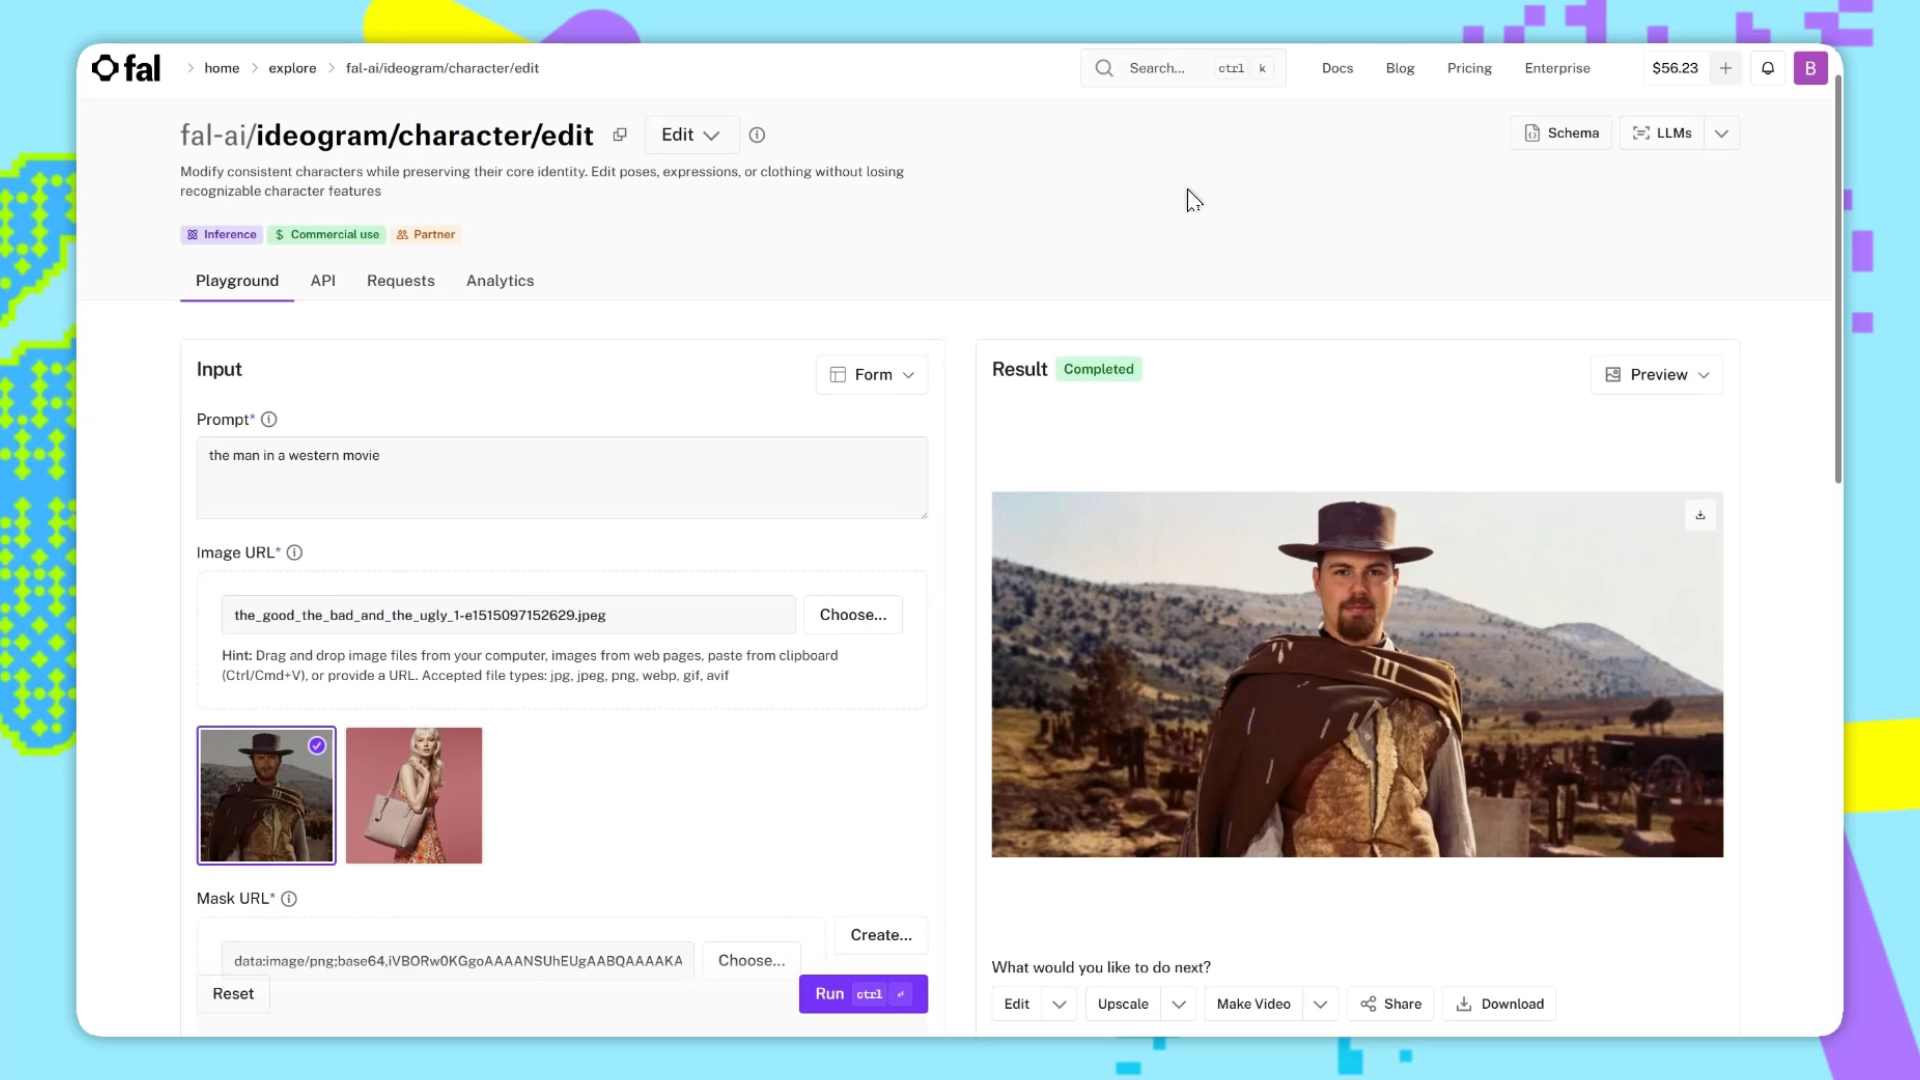 fal
home
explore
fal-ai/ideogram/character/edit
Search...
ctrl
k
Docs
Blog
Pricing
Enterprise
$56.23
B
fal-ai/ideogram/character/edit
Edit
Schema
LLMs
Modify consistent characters while preserving their core identity. Edit poses, expressions, or clothing without losing
recognizable character features
Inference
Commercial use
Partner
Playground
API
Requests
Analytics
Input
Form
Prompt*
the man in a western movie
Image URL*
the_good_the_bad_and_the_ugly_1-e1515097152629.jpeg
Choose...
Hint: Drag and drop image files from your computer, images from web pages, paste from clipboard
(Ctrl/Cmd+V), or provide a URL. Accepted file types: jpg, jpeg, png, webp, gif, avif
Mask URL*
Create...
data:image/png;base64,iVBORw0KGgoAAAANSUhEUgAABQAAAAKA
Choose...
Reset
Run
ctrl
Result
Completed
Preview
What would you like to do next?
Edit
Upscale
Make Video
Share
Download